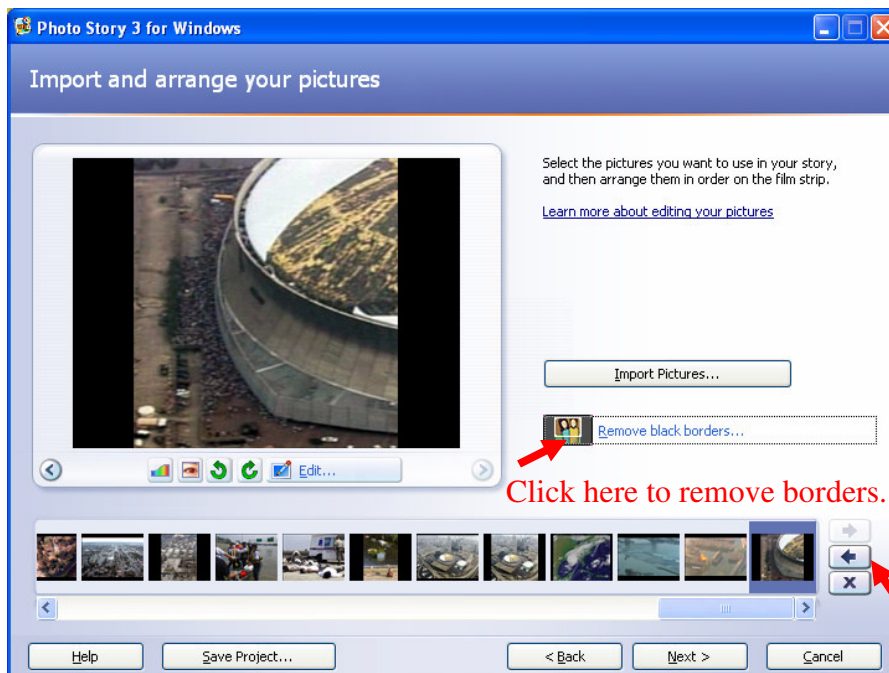 Photo Story 3 for Windows
Import and arrange your pictures
Select the pictures you want to use in your story,
and then arrange them in order on the film strip.
Learn more about editing your pictures
Import Pictures...
Remove black borders...
Edit...
Click here to remove borders.
Help
Save Project...
< Back
Next >
Cancel